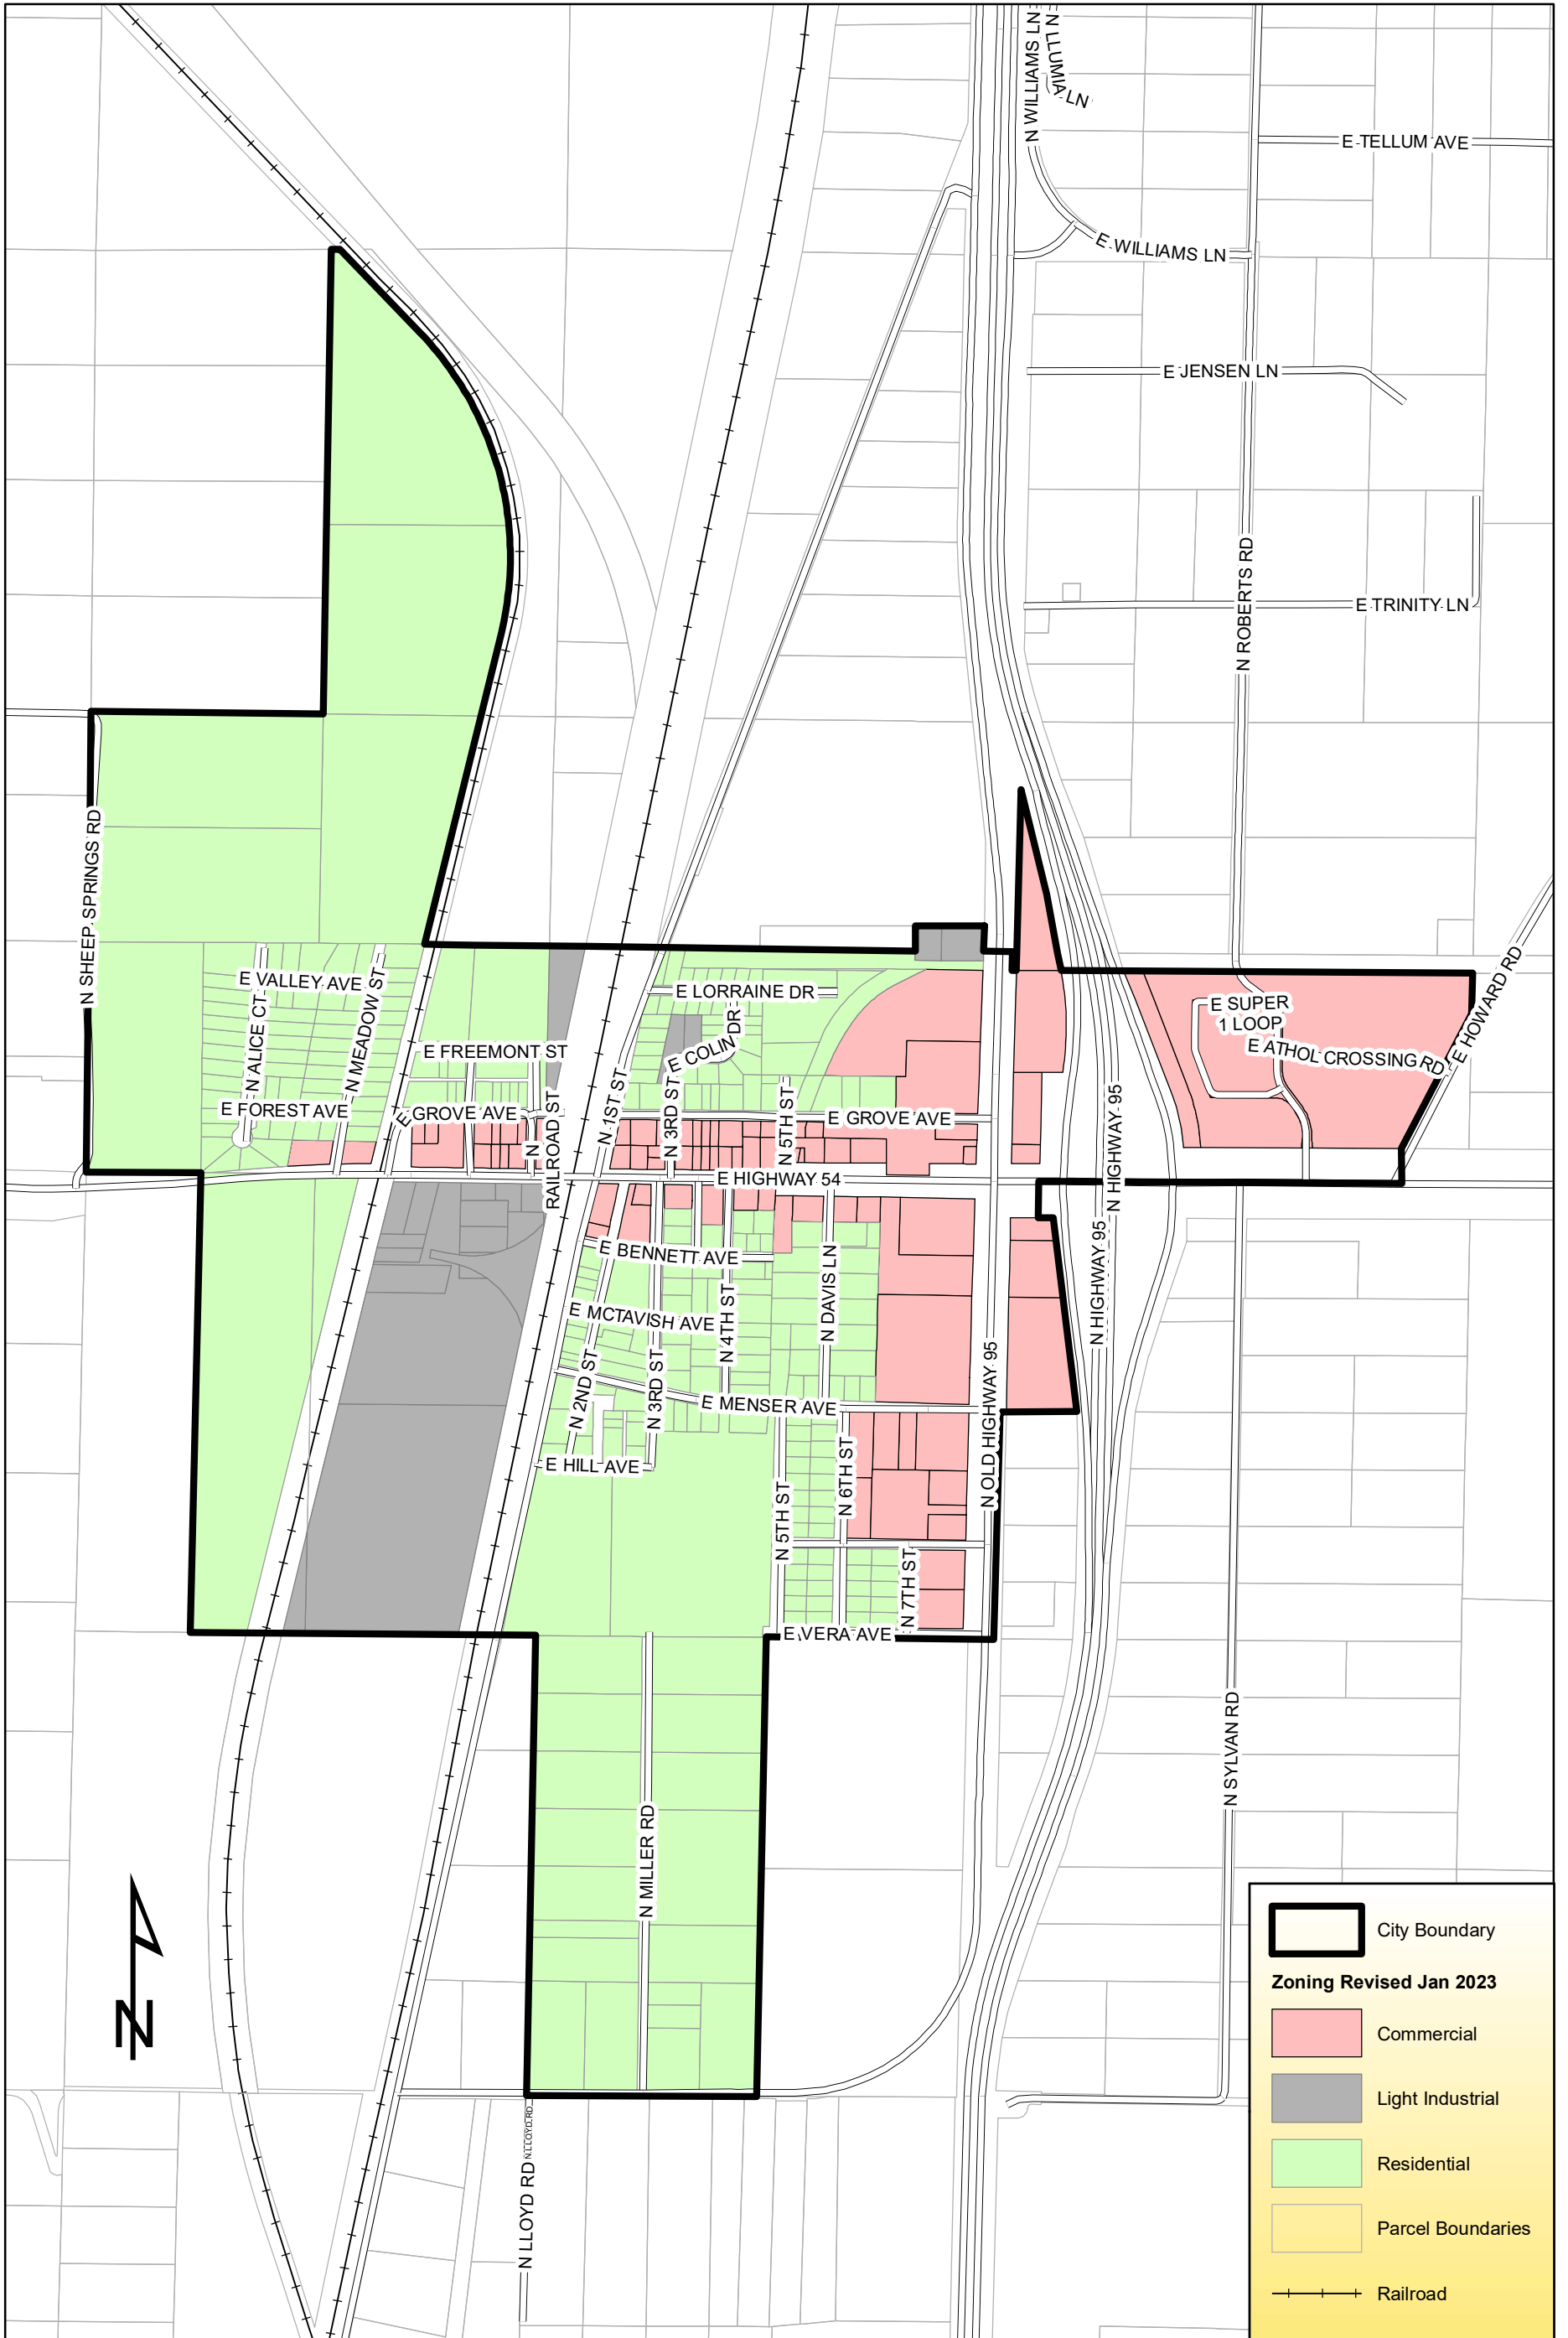 N WILLIAMS LN
N LLUMIA LN
E TELLUM AVE
E WILLIAMS LN
E JENSEN LN
N ROBERTS RD
E TRINITY LN
N SHEEP SPRINGS RD
E VALLEY AVE
N ALICE CT
N MEADOW ST
E FOREST AVE
E FREEMONT ST
E GROVE AVE
N
RAILROAD ST
N 1ST ST
E LORRAINE DR
E COLIN DR
N 3RD ST
N 5TH ST
E GROVE AVE
E SUPER
1 LOOP
E ATHOL CROSSING RD
E HOWARD RD
N HIGHWAY 95
E HIGHWAY 54
E BENNETT AVE
N DAVIS LN
N HIGHWAY 95
E MCTAVISH AVE
N 4TH ST
N 2ND ST
N 3RD ST
E MENSER AVE
N OLD HIGHWAY 95
E HILL AVE
N 5TH ST
N 6TH ST
N 7TH ST
E VERA AVE
N SYLVAN RD
N MILLER RD
N LLOYD RD
N LLOYD RD
N
City Boundary
Zoning Revised Jan 2023
Commercial
Light Industrial
Residential
Parcel Boundaries
Railroad